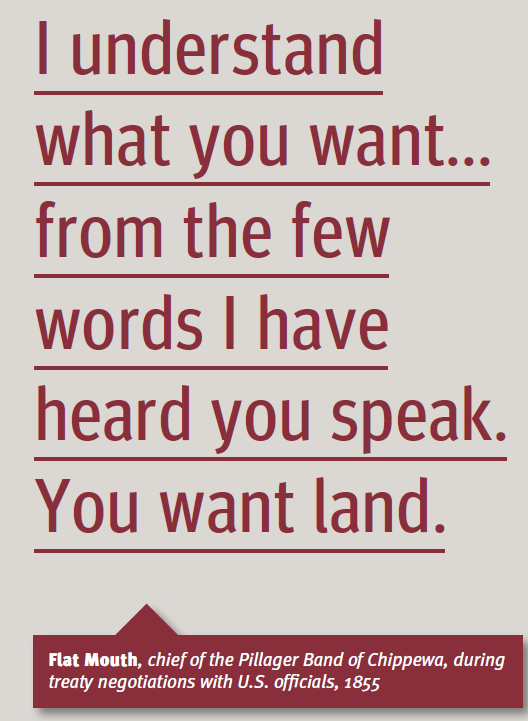 I understand
what you want...
from the few
words I have
heard you speak.
You want land.
Flat Mouth, chief of the Pillager Band of Chippewa, during
treaty negotiations with U.S. officials, 1855